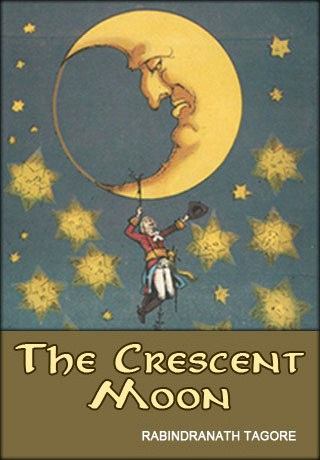 The Crescent
Moon
RABINDRANATH TAGORE